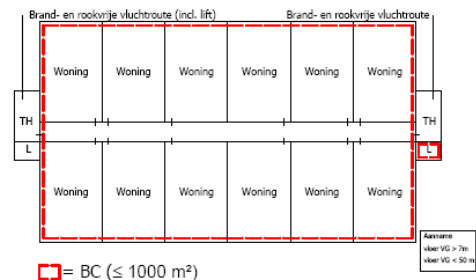 Brand- en rookvrije vluchtroute (incl. lift) Brand- en rookvrije vluchtroute
Woning Woning Woning Woning Woning Woning
TH TH
L L
Woning Woning Woning Woning Woning Woning
Aanname
vloer VG > 7m
vloer VG < 50 m
= BC (≤ 1000 m²)